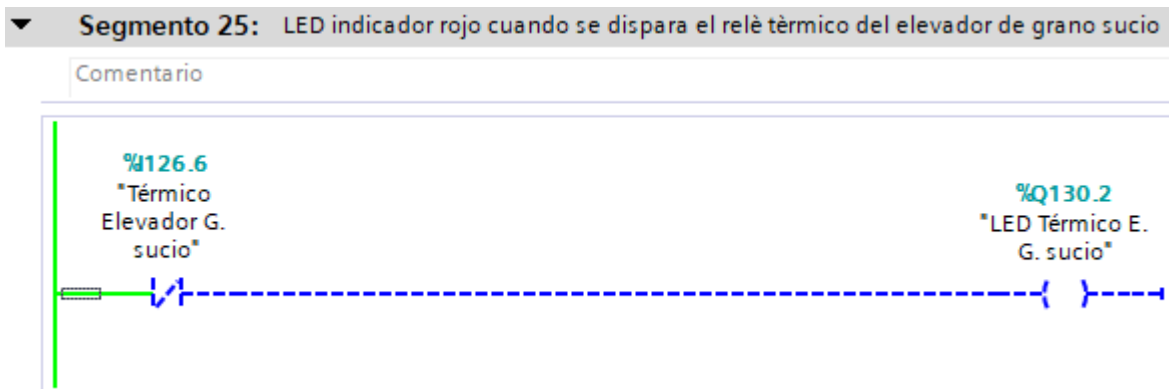 Segmento 25: LED indicador rojo cuando se dispara el relè tèrmico del elevador de grano sucio
Comentario
%I126.6
"Térmico
Elevador G.
sucio"
%Q130.2
"LED Térmico E.
G. sucio"